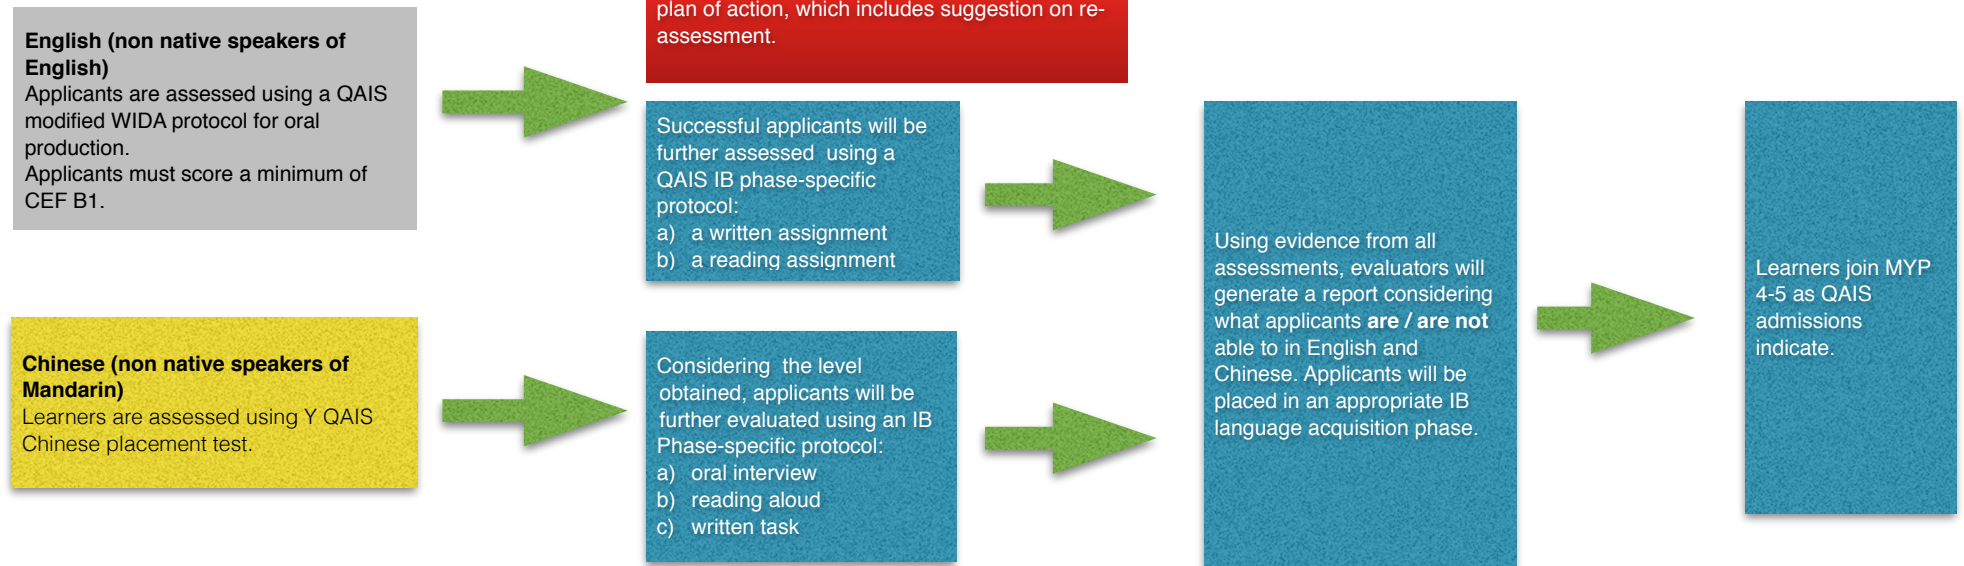 plan of action, which includes suggestion on re-
assessment.
English (non native speakers of
English)
Applicants are assessed using a QAIS
modified WIDA protocol for oral
production.
Applicants must score a minimum of
CEF B1.
Successful applicants will be
further assessed  using a
QAIS IB phase-specific
protocol:
a) a written assignment
b) a reading assignment
Chinese (non native speakers of
Mandarin)
Learners are assessed using Y QAIS
Chinese placement test.
Considering  the level
obtained, applicants will be
further evaluated using an IB
Phase-specific protocol:
a) oral interview
b) reading aloud
c) written task
Using evidence from all
assessments, evaluators will
generate a report considering
what applicants are / are not
able to in English and
Chinese. Applicants will be
placed in an appropriate IB
language acquisition phase.
Learners join MYP
4-5 as QAIS
admissions
indicate.